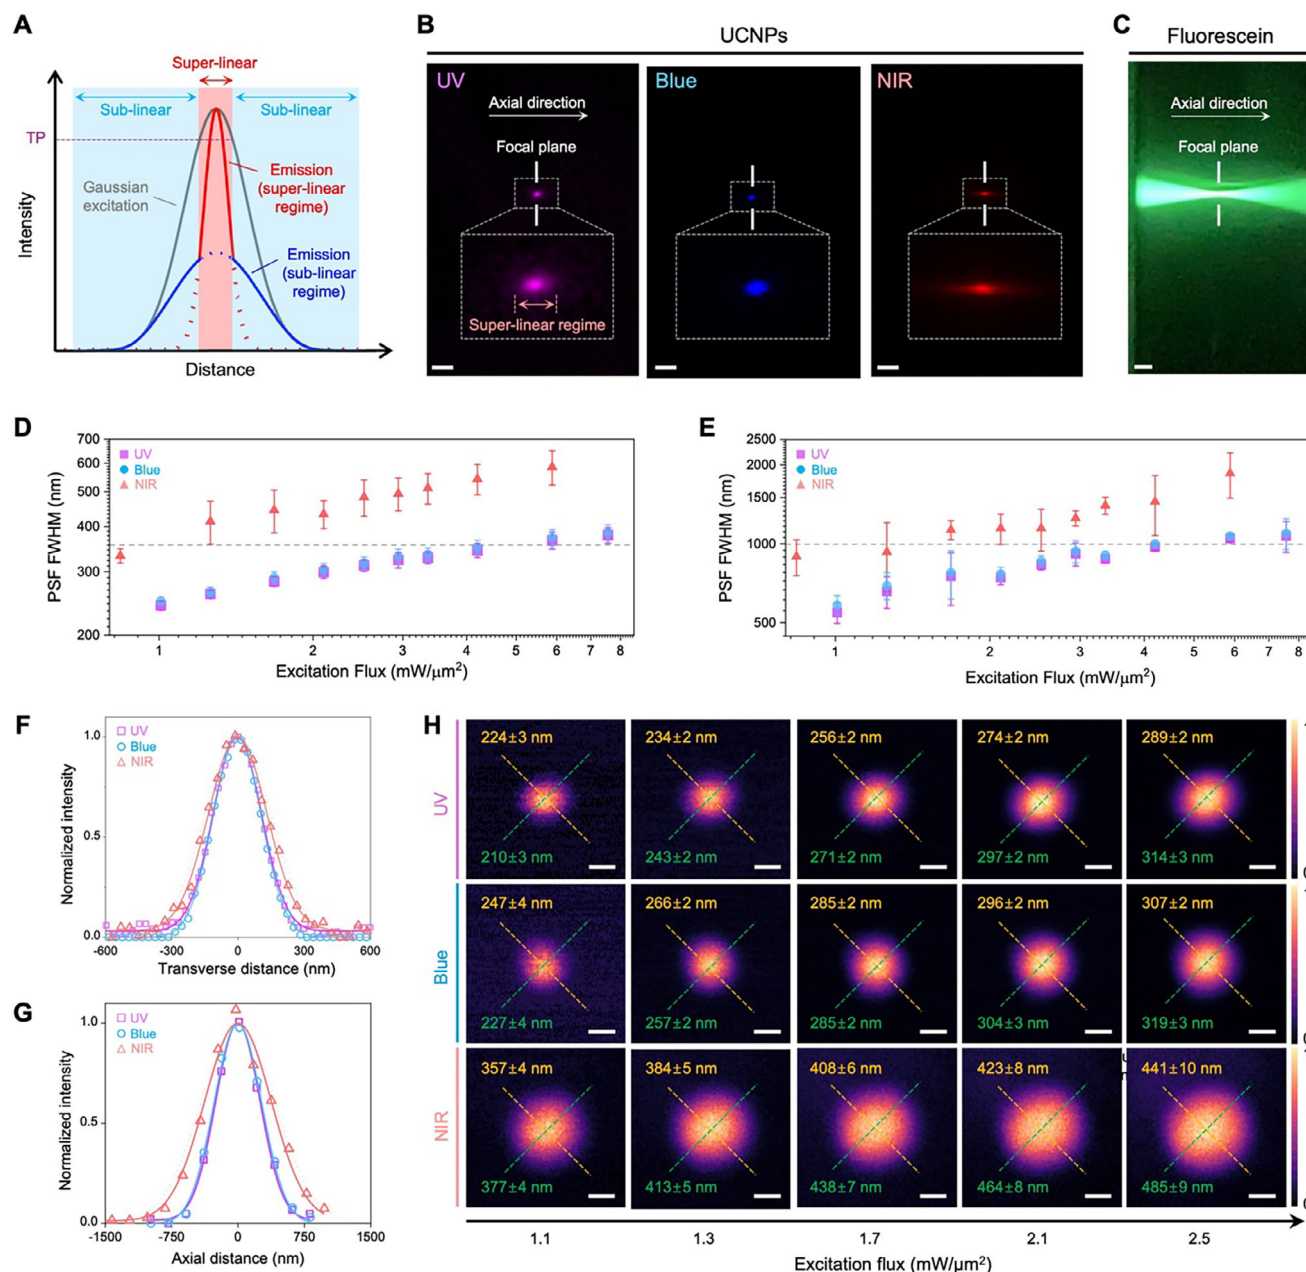 A
Super-linear
Sub-linear
Sub-linear
TP
Gaussian
excitation
Emission
(super-linear
regime)
Emission
(sub-linear
regime)
Intensity
Distance
B
UCNPs
UV
Axial direction
Focal plane
Super-linear regime
Blue
NIR
C
Fluorescein
Axial direction
Focal plane
D
PSF FWHM (nm)
700
600
500
400
300
200
UV
Blue
NIR
1 2 3 4 5 6 7 8
Excitation Flux (mW/μm²)
E
PSF FWHM (nm)
2500
2000
1500
1000
500
UV
Blue
NIR
1 2 3 4 5 6 7 8
Excitation Flux (mW/μm²)
F
Normalized intensity
1.0
0.5
0.0
UV
Blue
NIR
-600 -300 0 300 600
Transverse distance (nm)
G
Normalized intensity
1.0
0.5
0.0
UV
Blue
NIR
-1500 -750 0 750 1500
Axial distance (nm)
H
UV
224±3 nm 234±2 nm 256±2 nm 274±2 nm 289±2 nm
210±3 nm 243±2 nm 271±2 nm 297±2 nm 314±3 nm
Blue
247±4 nm 266±2 nm 285±2 nm 296±2 nm 307±2 nm
227±4 nm 257±2 nm 285±2 nm 304±3 nm 319±3 nm
NIR
357±4 nm 384±5 nm 408±6 nm 423±8 nm 441±10 nm
377±4 nm 413±5 nm 438±7 nm 464±8 nm 485±9 nm
1.1 1.3 1.7 2.1 2.5
Excitation flux (mW/μm²)